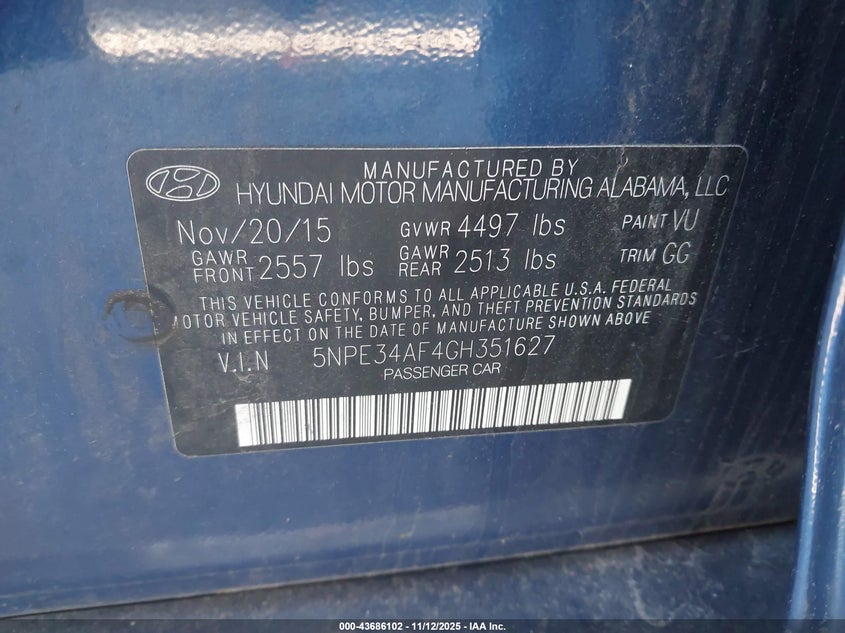 MANUFACTURED BY
HYUNDAI MOTOR MANUFACTURING ALABAMA, LLC
Nov/20/15 GVWR 4497 lbs PAINT VU
GAWR FRONT 2557 lbs GAWR REAR 2513 lbs TRIM GG
THIS VEHICLE CONFORMS TO ALL APPLICABLE U.S.A. FEDERAL
MOTOR VEHICLE SAFETY, BUMPER, AND THEFT PREVENTION STANDARDS
IN EFFECT ON THE DATE OF MANUFACTURE SHOWN ABOVE
V.I.N 5NPE34AF4GH351627
PASSENGER CAR
000-43686102 - 11/12/2025 - IAA Inc.